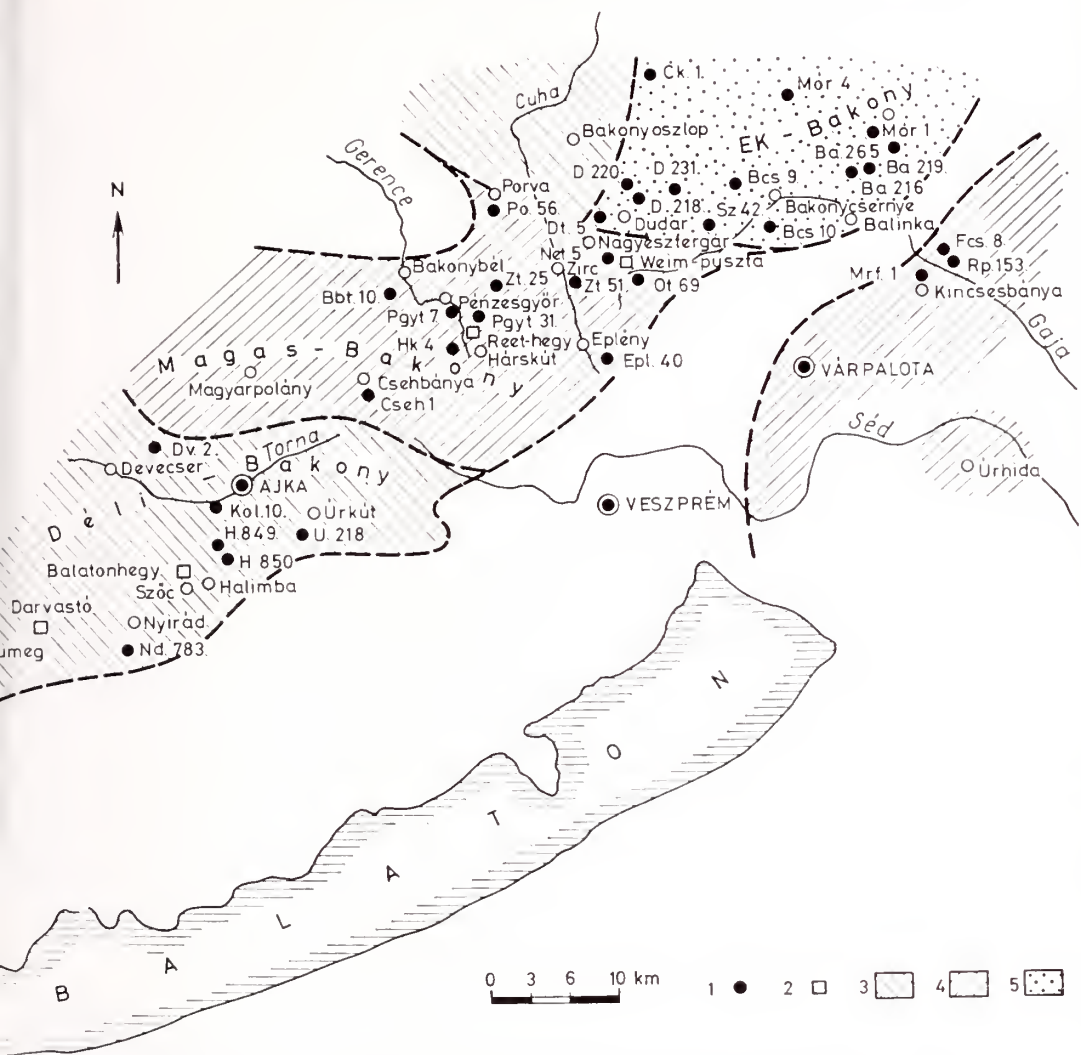 Čk. 1.
Mór 4
Cuha
EK - Bakony
Bakonyoszlop
Mór 1
Gerence
Ba. 265
Ba 219.
D 220
D 231.
Bcs 9
Ba 216
N
Porva
Po. 56.
D. 218
Sz 42.
Bakonycsernye
Dt. 5
Dudar
Bcs 10
Balinka
Nagyesztergár
Fcs. 8
Net 5
Weim-puszta
Rp. 153.
Bakonybél
Zt. 25
Zirc
Zt 51.
Ot 69
Mrf. 1
Kincsesbánya
Bbt. 10.
Pénzesgyőr
Pgyt 7
Pgyt 31.
Gaja
Reet-hegy
Eplény
Hk 4
Hárskút
Epl. 40
Magas - Bakony
Magyarpolány
Csehbánya
VÁRPALOTA
Cseh 1
Séd
Torna
Dv. 2.
Devecser
Déli - Bakony
AJKA
Úrhida
Kol. 10.
Úrkút
VESZPRÉM
H. 849.
U. 218
H 850
Balatonhegy
Szőc
Halimba
Darvastó
Nyirád
umeg
Nd. 783.
BALATON
0 3 6 10 km
1 2 3 4 5